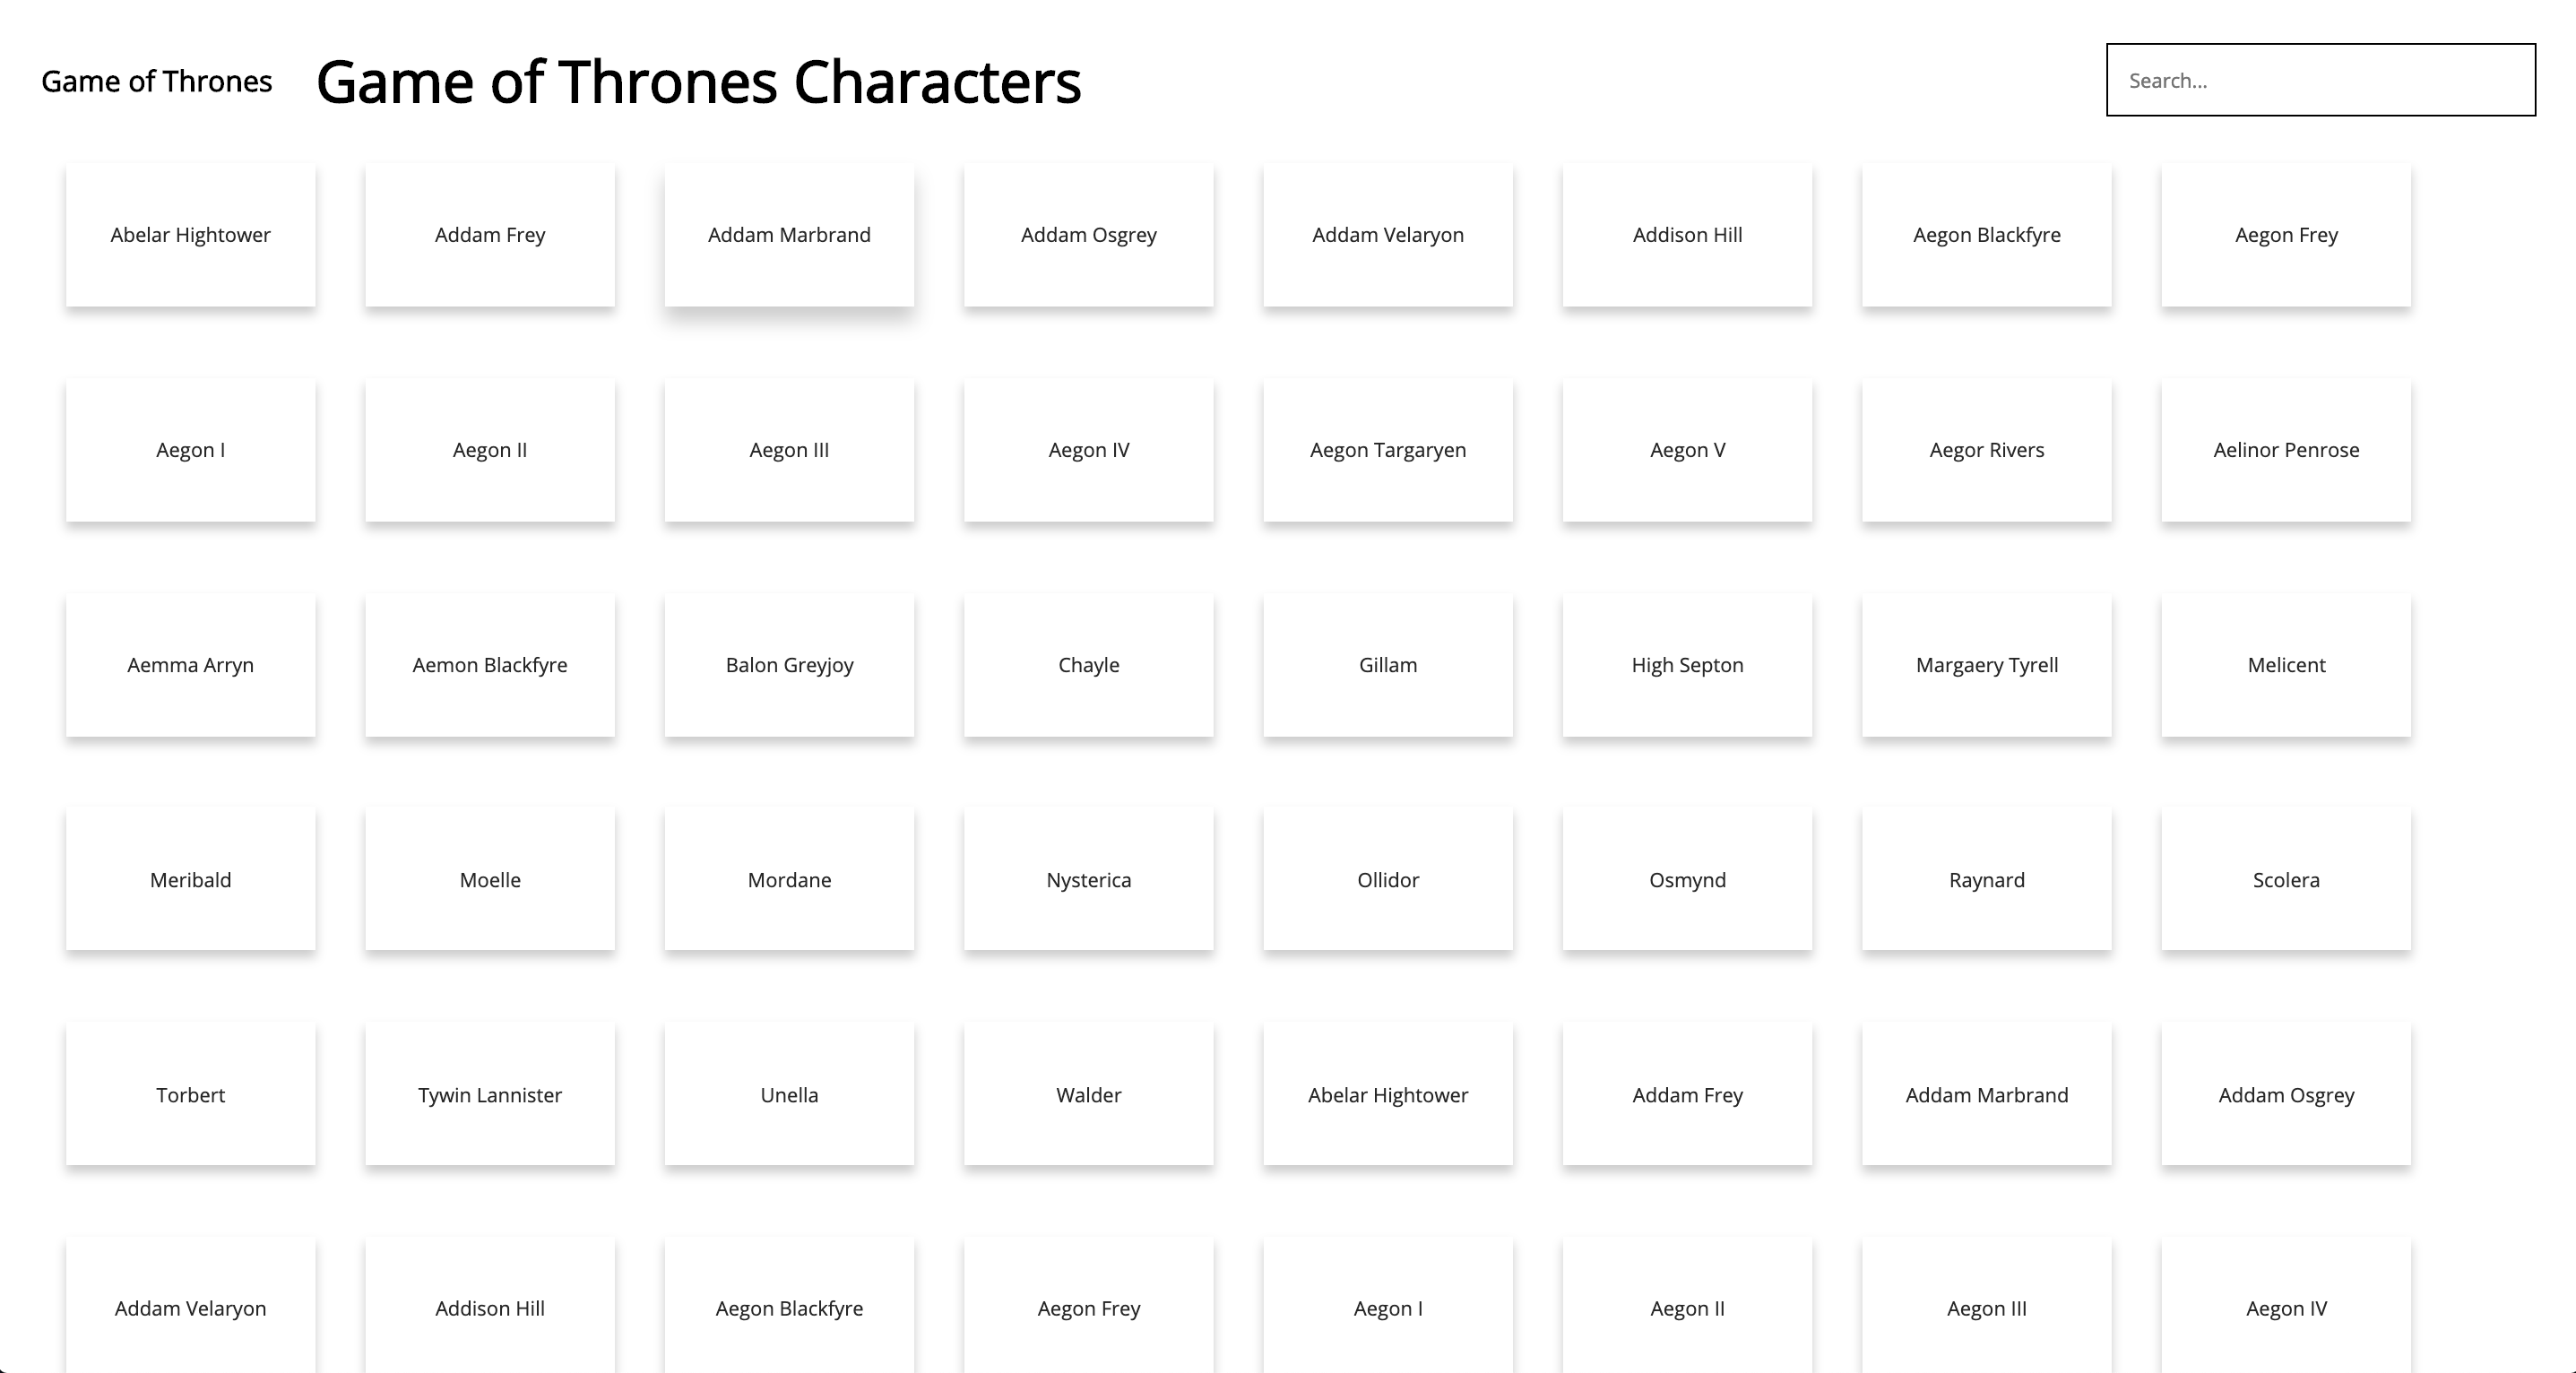 Game of Thrones
Game of Thrones Characters
Search...
Abelar Hightower
Addam Frey
Addam Marbrand
Addam Osgrey
Addam Velaryon
Addison Hill
Aegon Blackfyre
Aegon Frey
Aegon I
Aegon II
Aegon III
Aegon IV
Aegon Targaryen
Aegon V
Aegor Rivers
Aelinor Penrose
Aemma Arryn
Aemon Blackfyre
Balon Greyjoy
Chayle
Gillam
High Septon
Margaery Tyrell
Melicent
Meribald
Moelle
Mordane
Nysterica
Ollidor
Osmynd
Raynard
Scolera
Torbert
Tywin Lannister
Unella
Walder
Abelar Hightower
Addam Frey
Addam Marbrand
Addam Osgrey
Addam Velaryon
Addison Hill
Aegon Blackfyre
Aegon Frey
Aegon I
Aegon II
Aegon III
Aegon IV